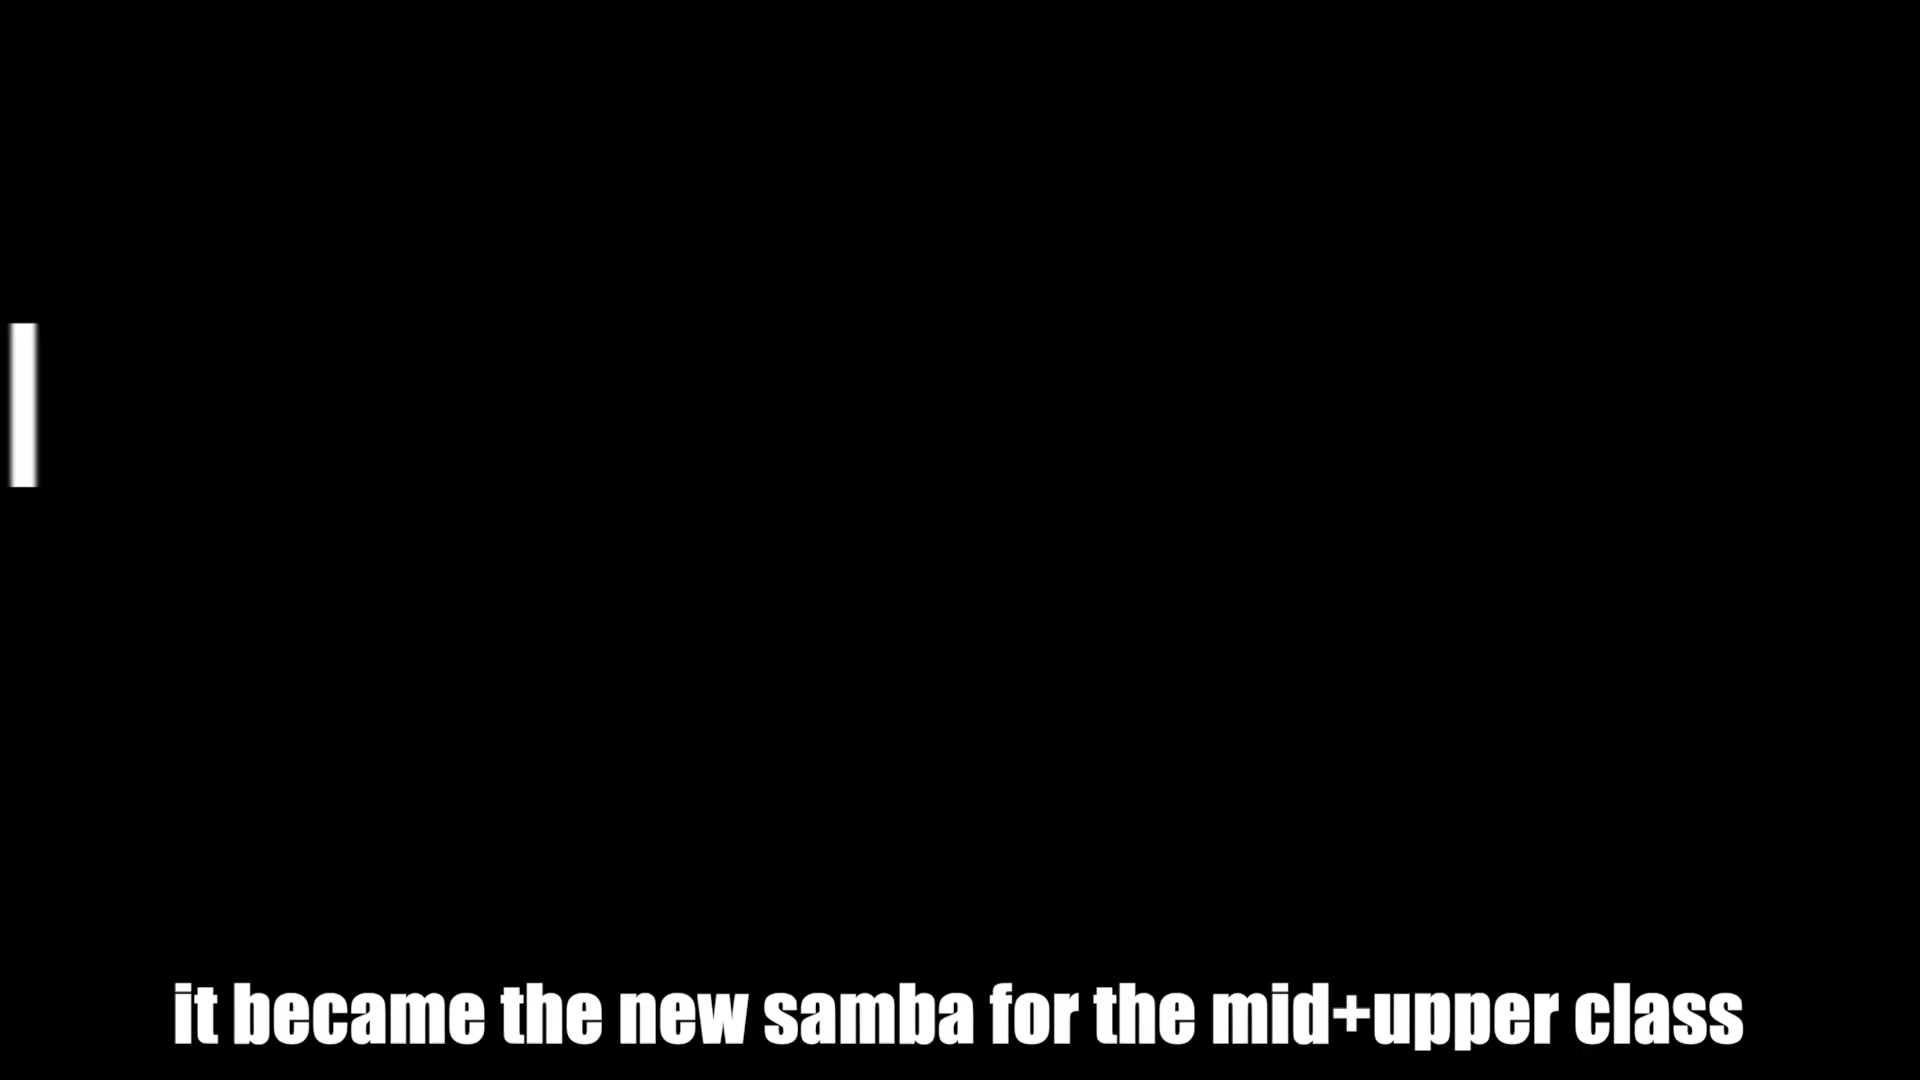 it became the new samba for the mid+upper class